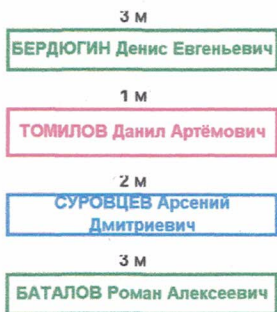 3 м
БЕРДЮГИН Денис Евгеньевич
1 м
ТОМИЛОВ Данил Артёмович
2 м
СУРОВЦЕВ Арсений
Дмитриевич
3 м
БАТАЛОВ Роман Алексеевич